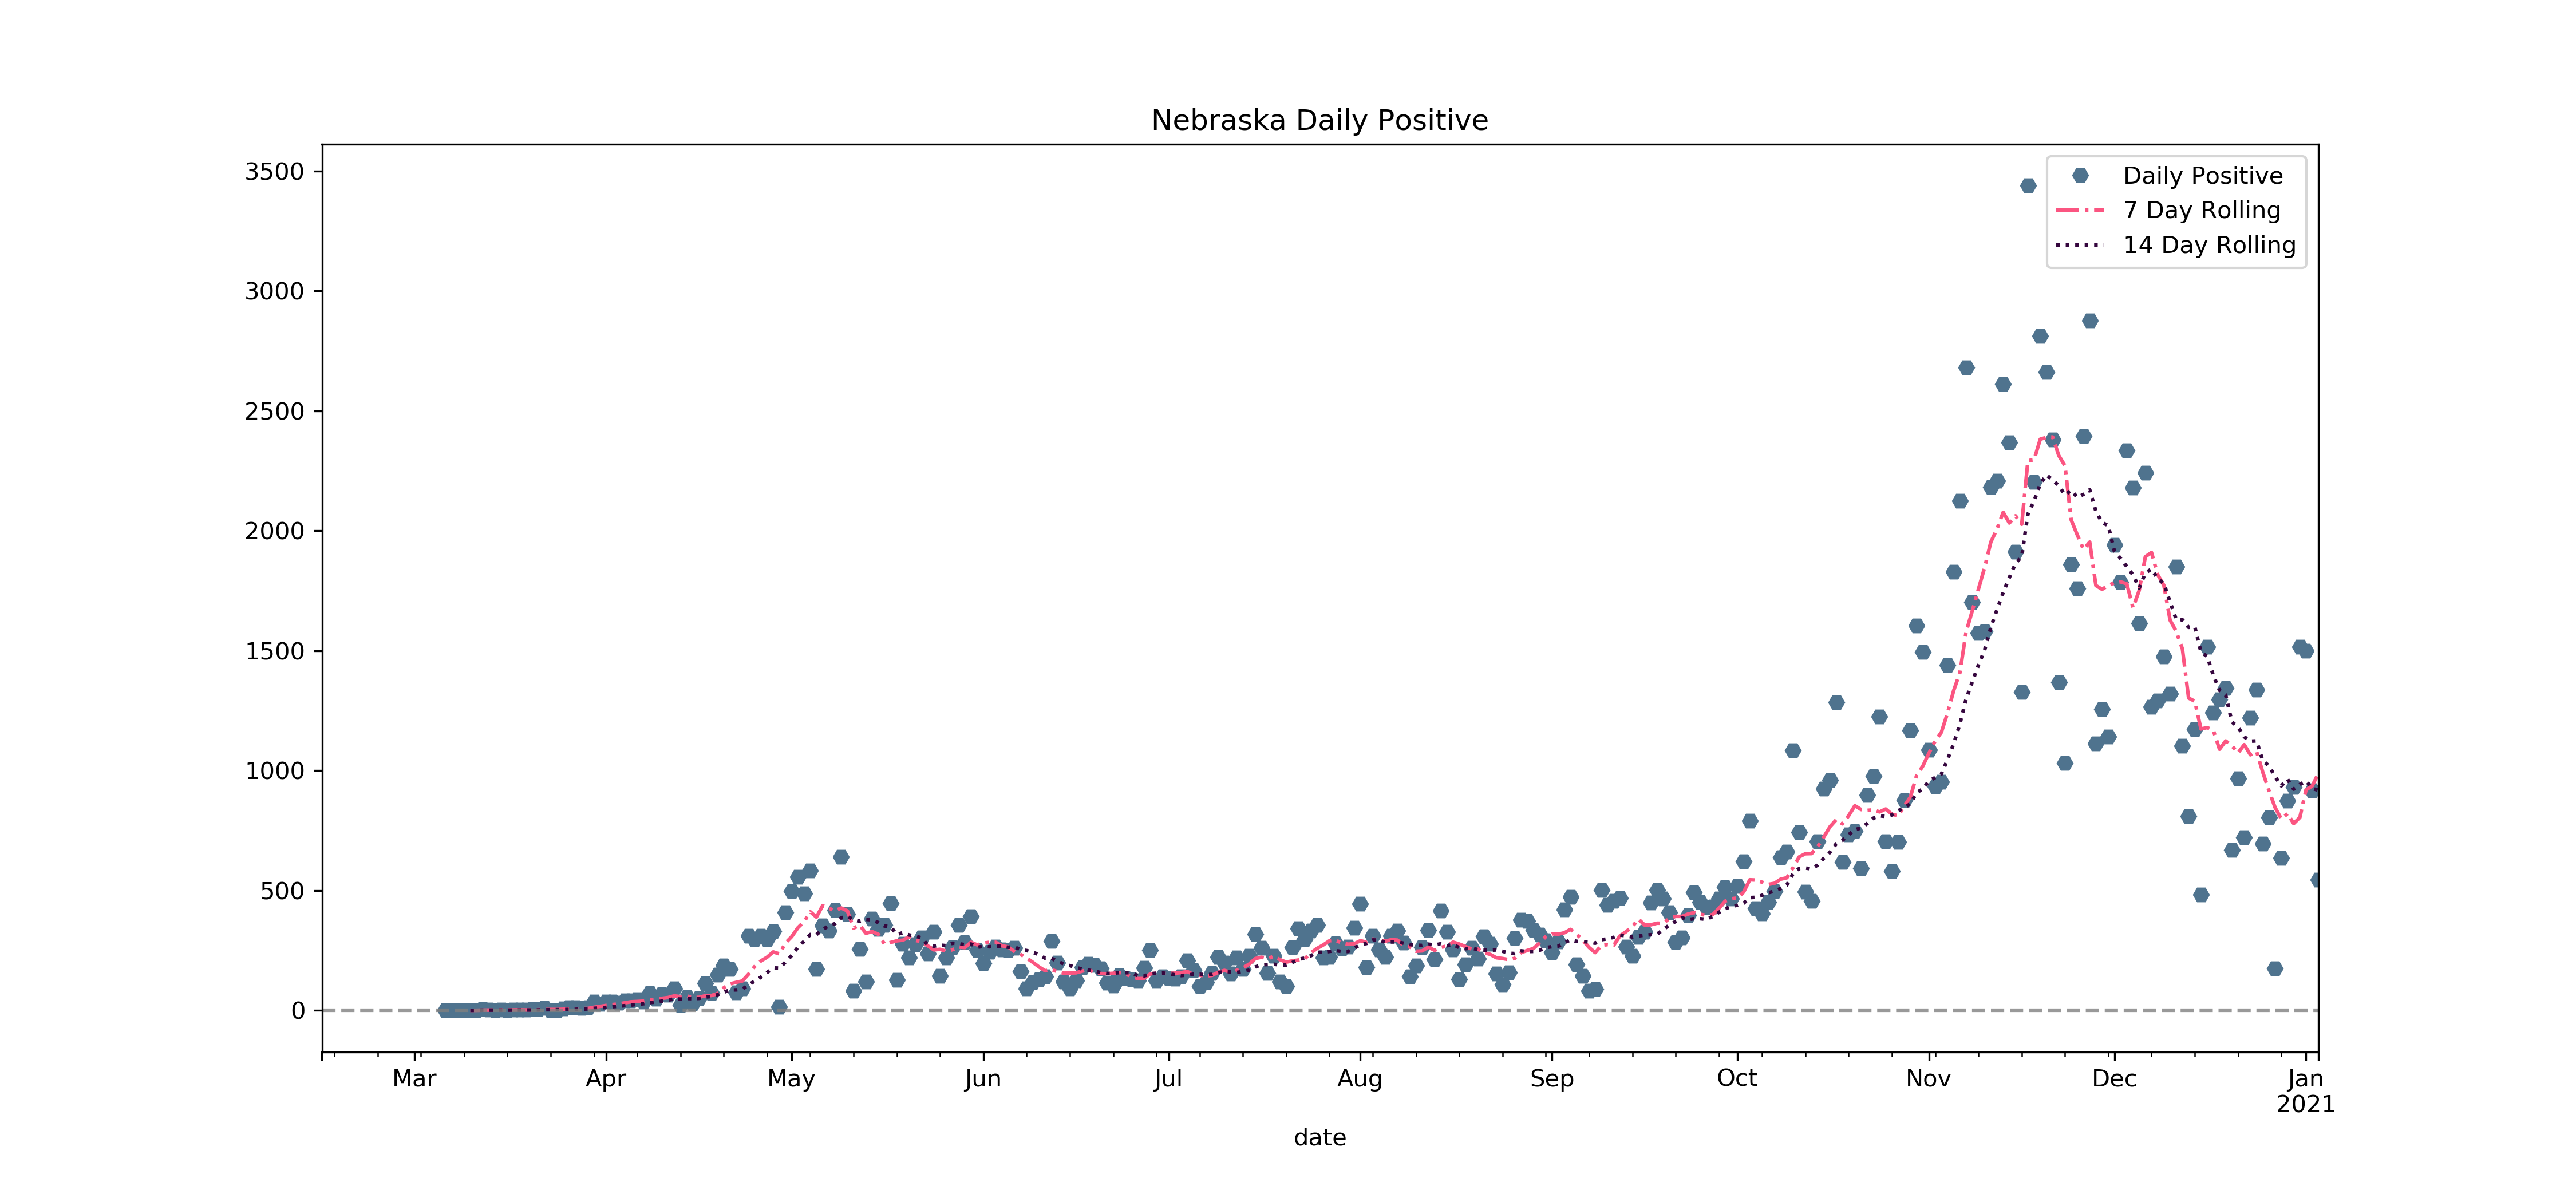 Nebraska Daily Positive
3500
3000
2500
2000
1500
1000
500
0
Daily Positive
7 Day Rolling
14 Day Rolling
Mar Apr May Jun Jul Aug Sep Oct Nov Dec Jan
2021
date